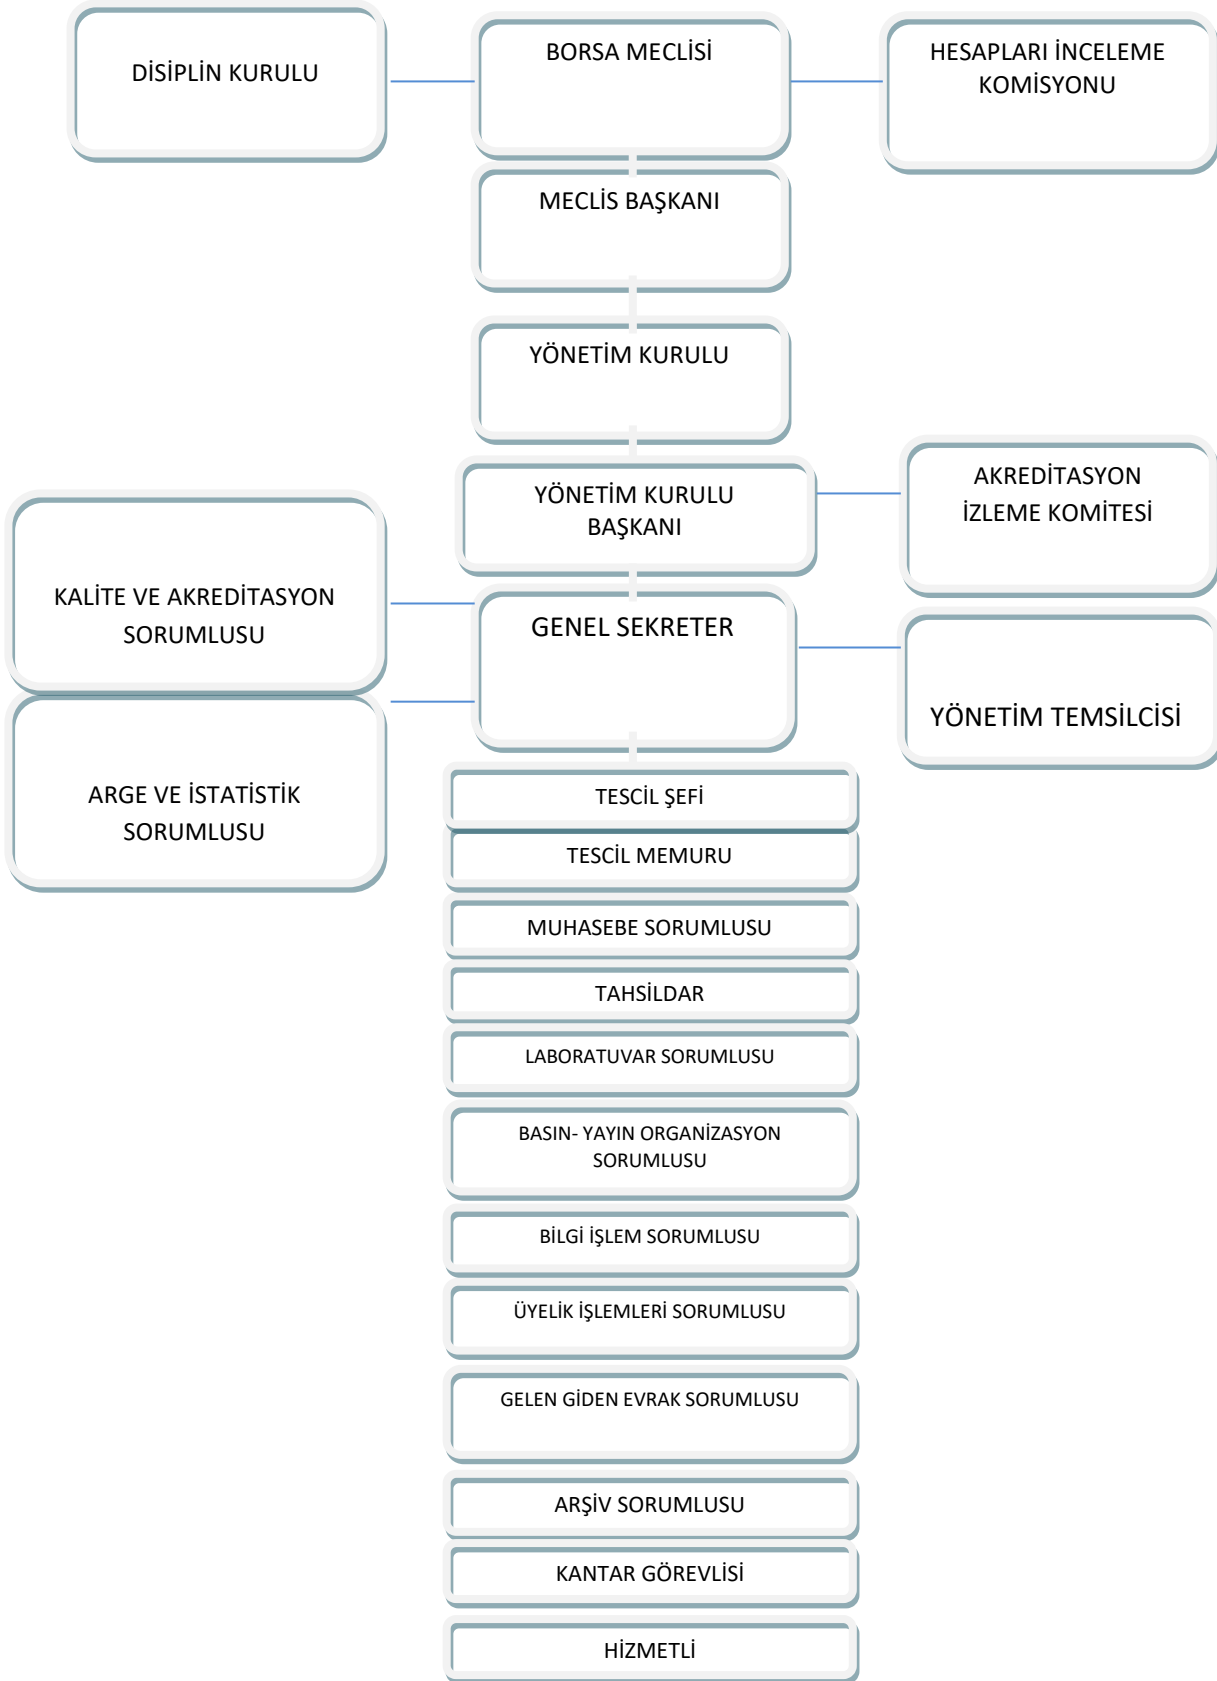 DİSİPLİN KURULU
BORSA MECLİSİ
HESAPLARI İNCELEME
KOMİSYONU
MECLİS BAŞKANI
YÖNETİM KURULU
YÖNETİM KURULU
BAŞKANI
AKREDİTASYON
İZLEME KOMİTESİ
KALİTE VE AKREDİTASYON
SORUMLUSU
GENEL SEKRETER
YÖNETİM TEMSİLCİSİ
ARGE VE İSTATİSTİK
SORUMLUSU
TESCİL ŞEFİ
TESCİL MEMURU
MUHASEBE SORUMLUSU
TAHSİLDAR
LABORATUVAR SORUMLUSU
BASIN- YAYIN ORGANİZASYON
SORUMLUSU
BİLGİ İŞLEM SORUMLUSU
ÜYELİK İŞLEMLERİ SORUMLUSU
GELEN GİDEN EVRAK SORUMLUSU
ARŞİV SORUMLUSU
KANTAR GÖREVLİSİ
HİZMETLİ